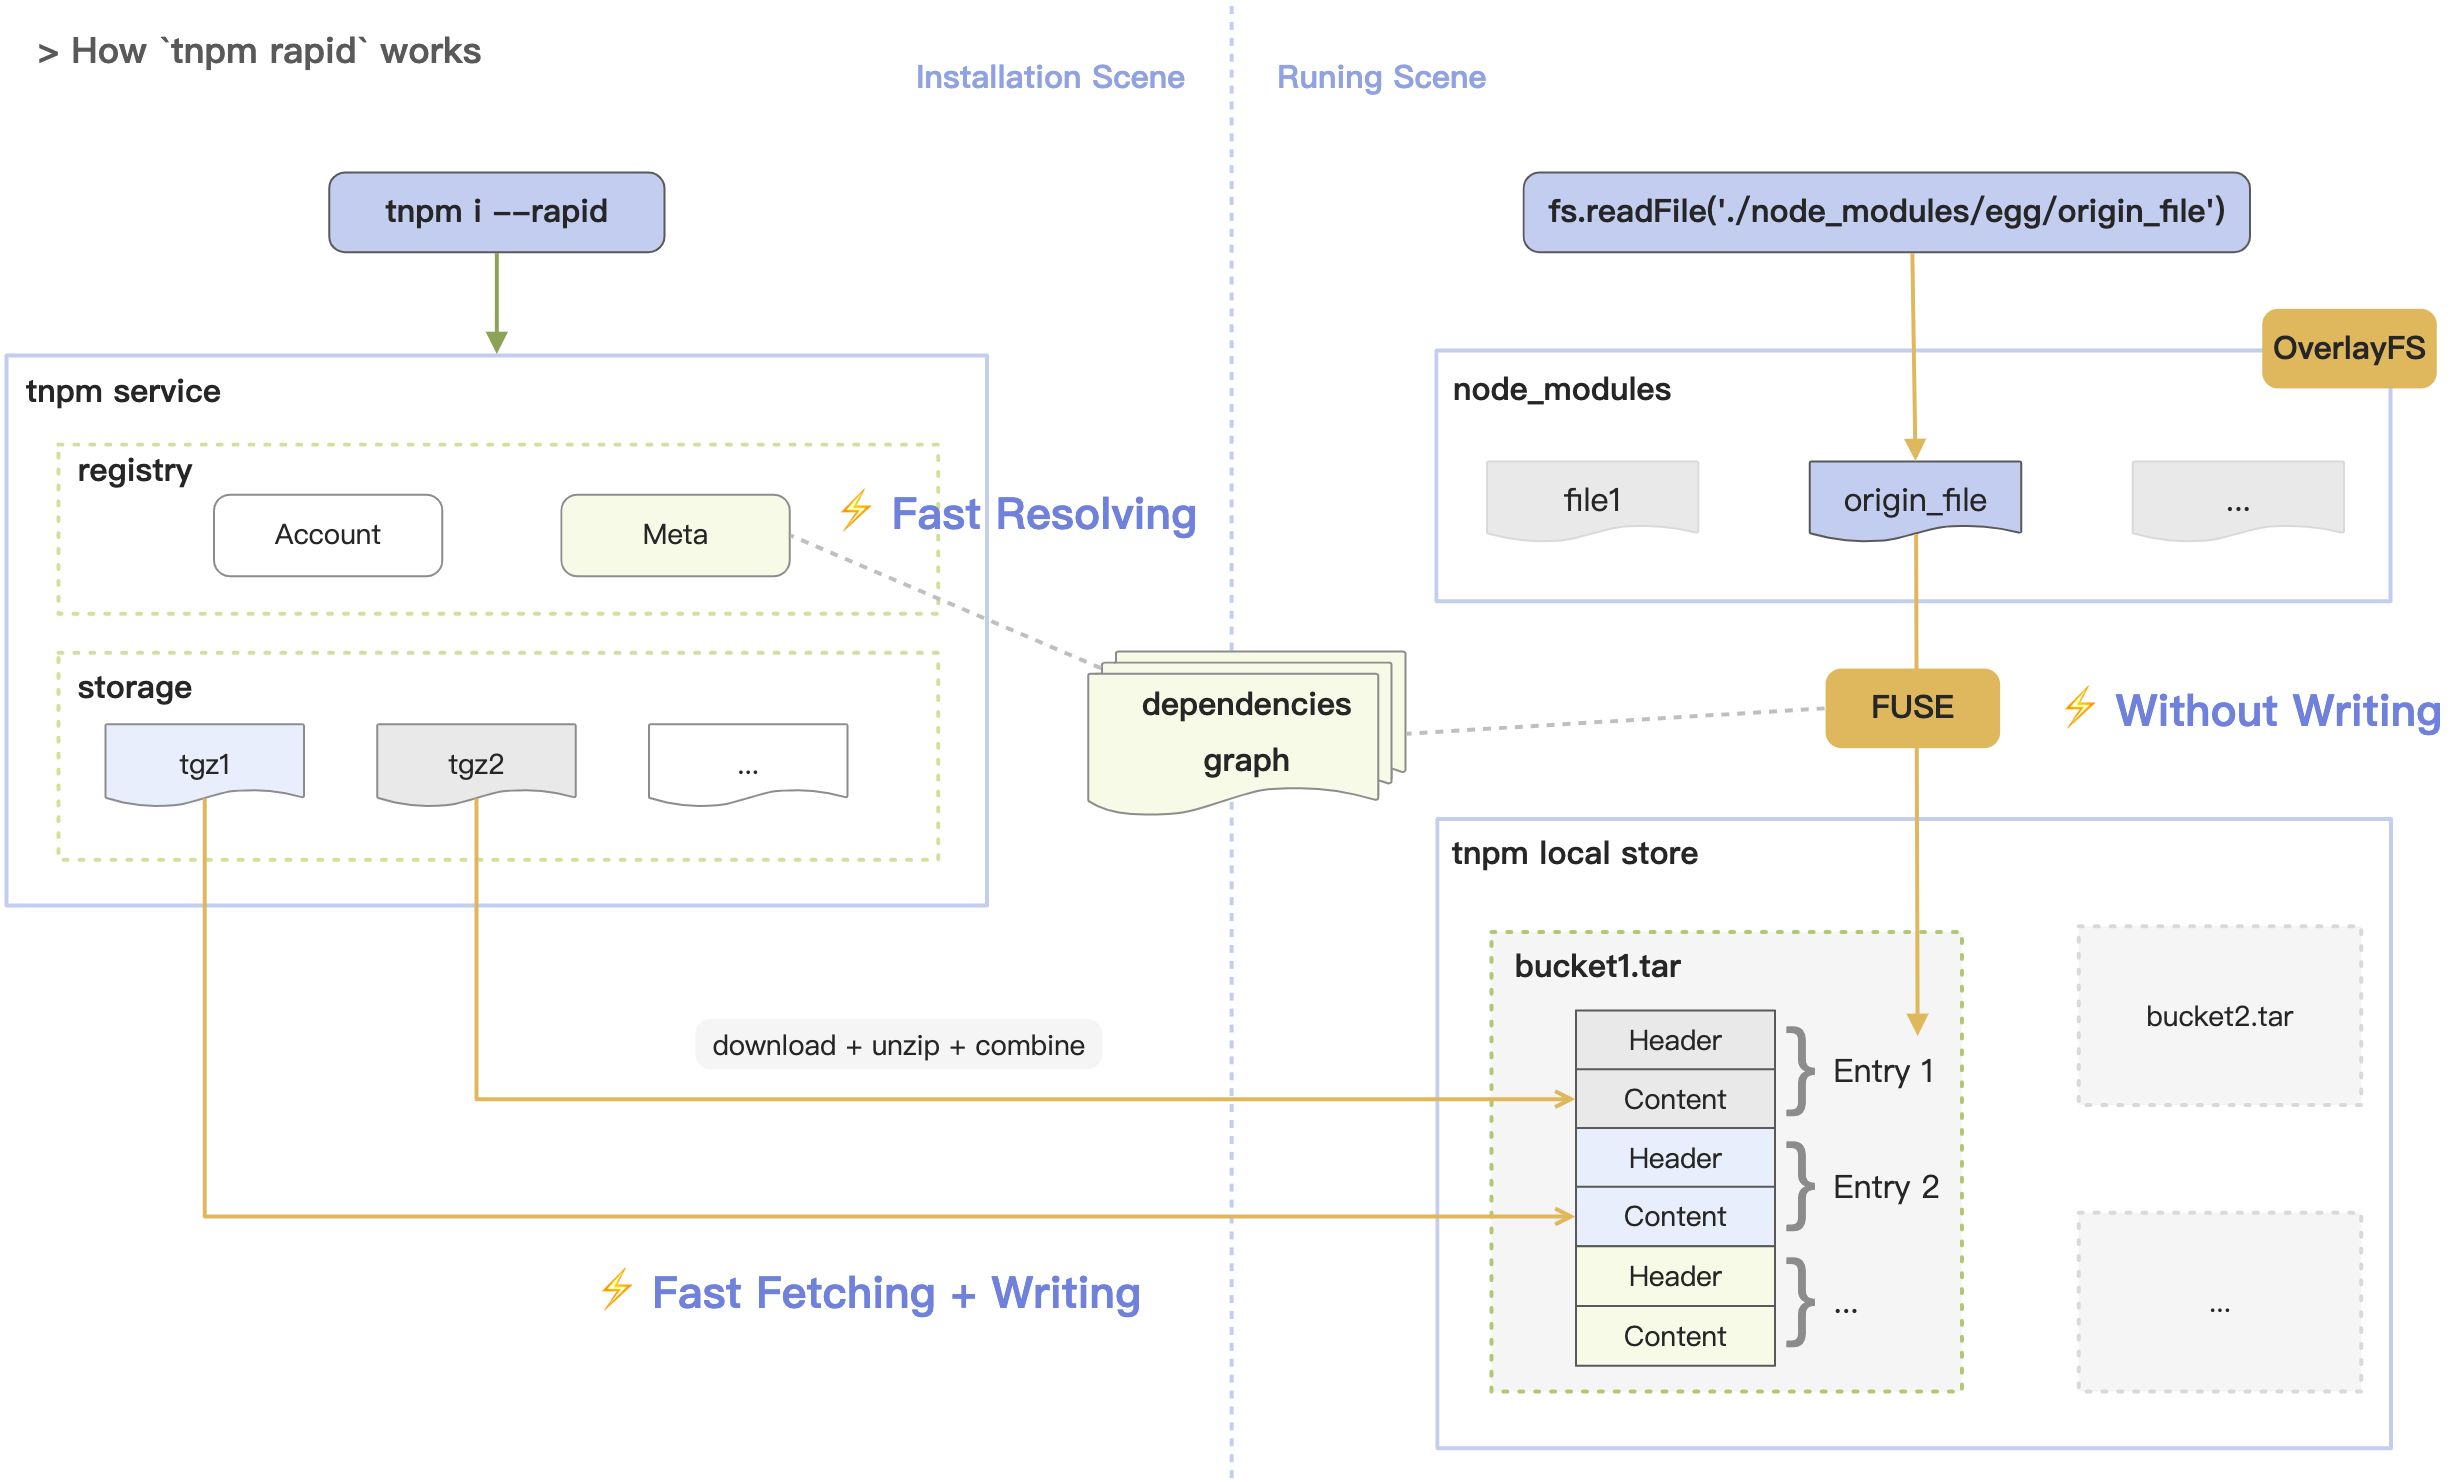 > How `tnpm rapid` works
Installation Scene
Runing Scene
tnpm i --rapid
fs.readFile('./node_modules/egg/origin_file')
OverlayFS
tnpm service
node_modules
registry
Account
Meta
⚡ Fast Resolving
file1
origin_file
...
storage
tgz1
tgz2
...
dependencies
graph
FUSE
⚡ Without Writing
tnpm local store
bucket1.tar
bucket2.tar
download + unzip + combine
Header
Content
Entry 1
Header
Content
Entry 2
Header
Content
...
...
⚡ Fast Fetching + Writing